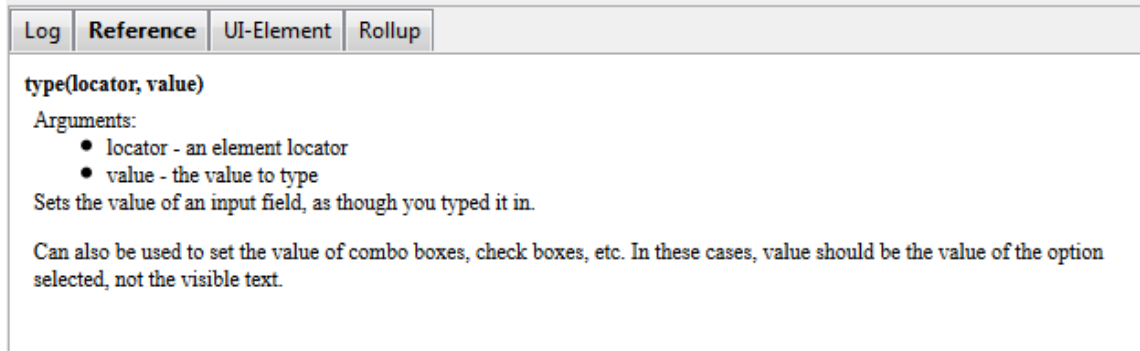 Log Reference UI-Element Rollup
type(locator, value)
Arguments:
● locator - an element locator
● value - the value to type
Sets the value of an input field, as though you typed it in.
Can also be used to set the value of combo boxes, check boxes, etc. In these cases, value should be the value of the option
selected, not the visible text.